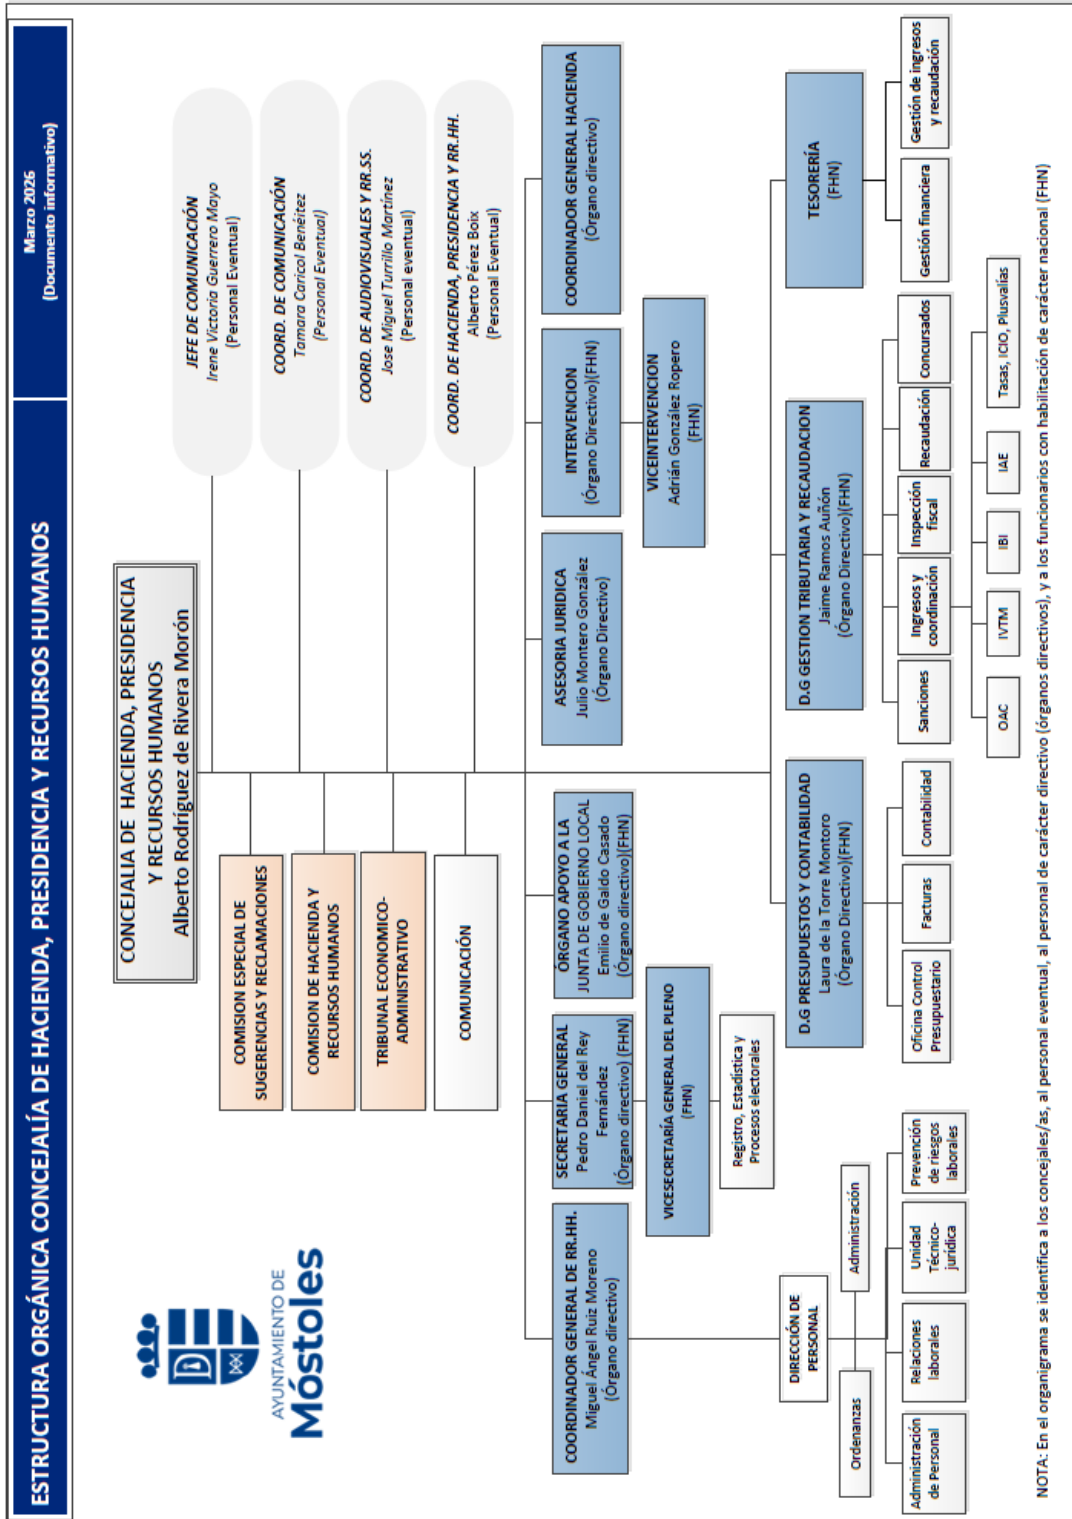 ESTRUCTURA ORGÁNICA CONCEJALÍA DE HACIENDA, PRESIDENCIA Y RECURSOS HUMANOS
Marzo 2026
(Documento informativo)
AYUNTAMIENTO DE
Móstoles
CONCEJALIA DE HACIENDA, PRESIDENCIA
Y RECURSOS HUMANOS
Alberto Rodríguez de Rivera Morón
JEFE DE COMUNICACIÓN
Irene Victoria Guerrero Mayo
(Personal Eventual)
COORD. DE COMUNICACIÓN
Tamara Caricol Benéitez
(Personal Eventual)
COORD. DE AUDIOVISUALES Y RR.SS.
Jose Miguel Turrillo Martínez
(Personal eventual)
COORD. DE HACIENDA, PRESIDENCIA Y RR.HH.
Alberto Pérez Boix
(Personal Eventual)
COMISION ESPECIAL DE
SUGERENCIAS Y RECLAMACIONES
COMISION DE HACIENDA Y
RECURSOS HUMANOS
TRIBUNAL ECONOMICO-
ADMINISTRATIVO
COMUNICACIÓN
COORDINADOR GENERAL DE RR.HH.
Miguel Ángel Ruiz Moreno
(Órgano directivo)
SECRETARIA GENERAL
Pedro Daniel del Rey
Fernández
(Órgano directivo) (FHN)
ÓRGANO APOYO A LA
JUNTA DE GOBIERNO LOCAL
Emilio de Galdo Casado
(Órgano directivo)(FHN)
ASESORIA JURIDICA
Julio Montero González
(Órgano Directivo)
INTERVENCION
(Órgano Directivo)(FHN)
COORDINADOR GENERAL HACIENDA
(Órgano directivo)
VICESECRETARÍA GENERAL DEL PLENO
(FHN)
VICEINTERVENCION
Adrián González Ropero
(FHN)
Registro, Estadística y
Procesos electorales
DIRECCIÓN DE
PERSONAL
Ordenanzas
Administración
Administración
de Personal
Relaciones
laborales
Unidad
Técnico-
jurídica
Prevención
de riesgos
laborales
D.G PRESUPUESTOS Y CONTABILIDAD
Laura de la Torre Montoro
(Órgano Directivo)(FHN)
Oficina Control
Presupuestario
Facturas
Contabilidad
D.G GESTION TRIBUTARIA Y RECAUDACION
Jaime Ramos Auñón
(Órgano Directivo)(FHN)
Sanciones
Ingresos y
coordinación
Inspección
fiscal
Recaudación
Concursados
OAC
IVTM
IBI
IAE
Tasas, ICIO, Plusvalías
TESORERÍA
(FHN)
Gestión financiera
Gestión de ingresos
y recaudación
NOTA: En el organigrama se identifica a los concejales/as, al personal eventual, al personal de carácter directivo (órganos directivos), y a los funcionarios con habilitación de carácter nacional (FHN)